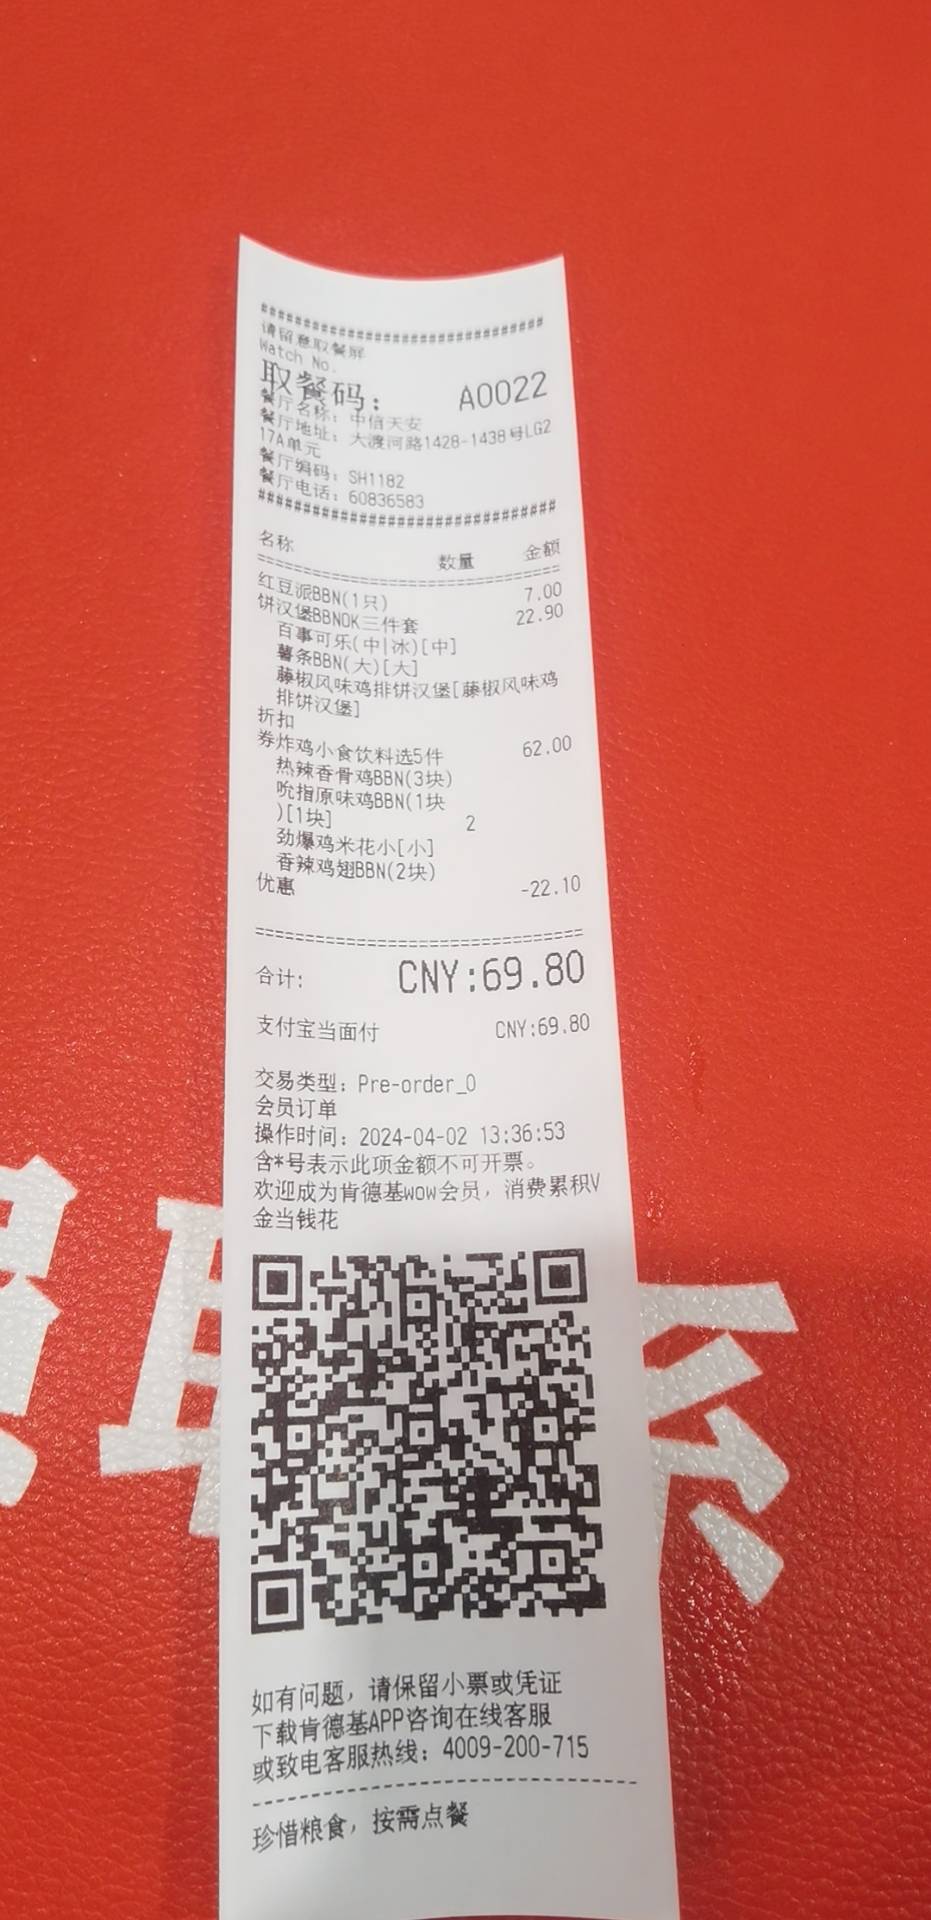 ################################
请留意取餐屏
Watch No.
取餐码： A0022
餐厅名称：中信天安
餐厅地址：大渡河路1428-1438号LG2
17A单元
餐厅编码：SH1182
餐厅电话：60836583
################################
名称 数量 金额
================================
红豆派BBN(1只) 7.00
饼汉堡BBNOK三件套 22.90
百事可乐(中|冰)[中]
薯条BBN(大)[大]
藤椒风味鸡排饼汉堡[藤椒风味鸡
排饼汉堡]
折扣
券炸鸡小食饮料选5件 62.00
热辣香骨鸡BBN(3块)
吮指原味鸡BBN(1块
)[1块] 2
劲爆鸡米花小[小]
香辣鸡翅BBN(2块)
优惠 -22.10
================================
合计: CNY:69.80
支付宝当面付 CNY:69.80
交易类型：Pre-order_0
会员订单
操作时间：2024-04-02 13:36:53
含*号表示此项金额不可开票。
欢迎成为肯德基wow会员，消费累积V
金当钱花
如有问题，请保留小票或凭证
下载肯德基APP咨询在线客服
或致电客服热线：4009-200-715
--------------------------------
珍惜粮食，按需点餐